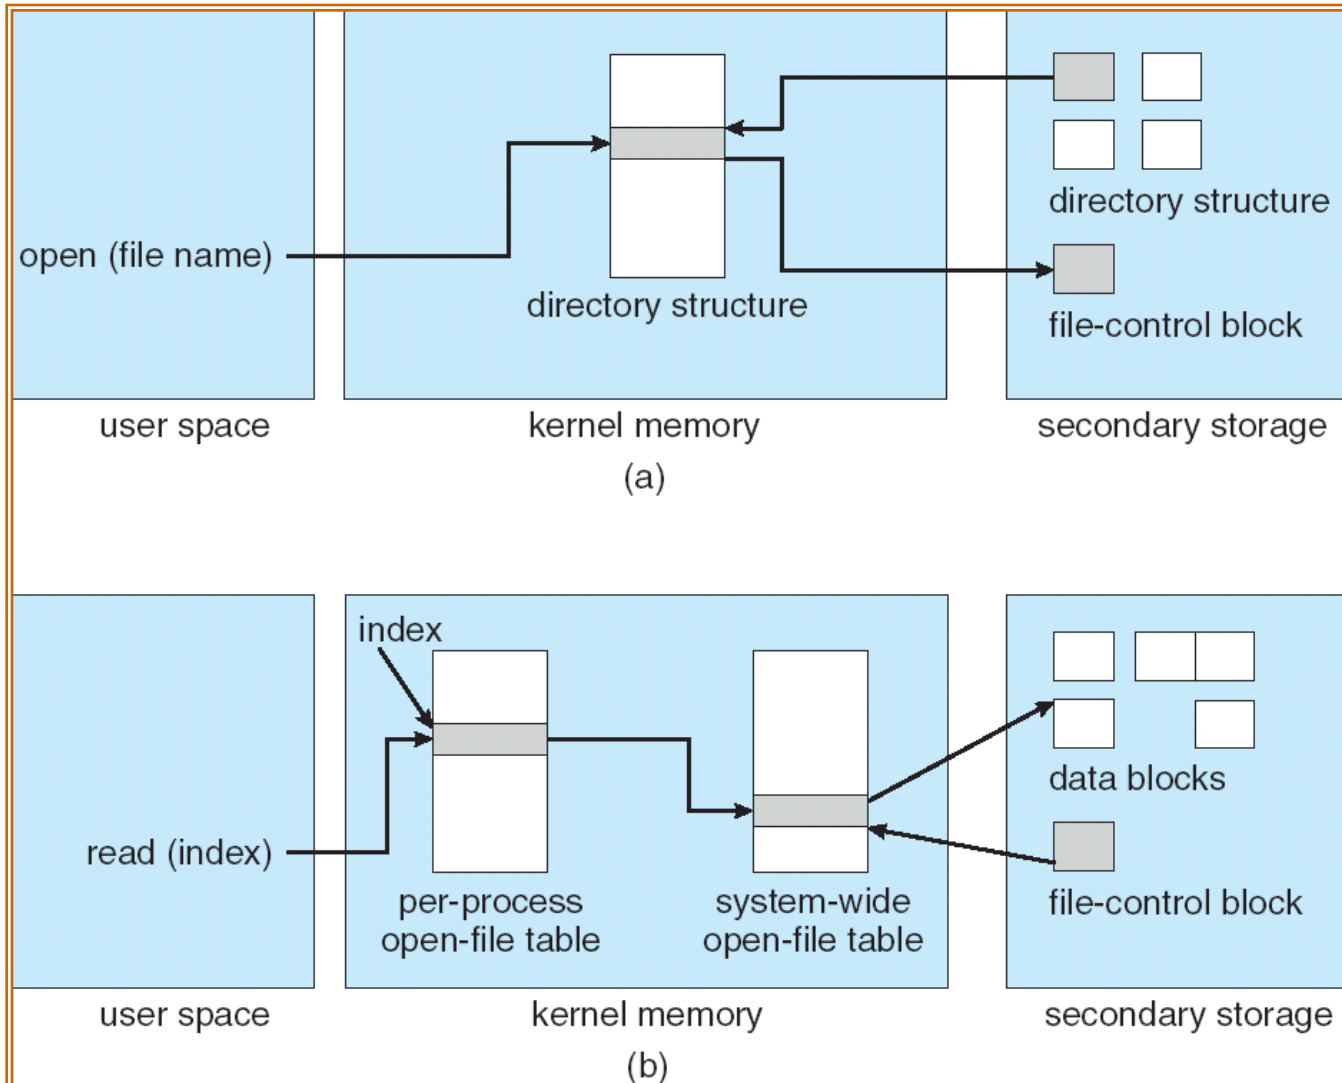 directory structure
open (file name)
directory structure
file-control block
user space
kernel memory
secondary storage
(a)
index
data blocks
read (index)
per-process
open-file table
system-wide
open-file table
file-control block
user space
kernel memory
secondary storage
(b)